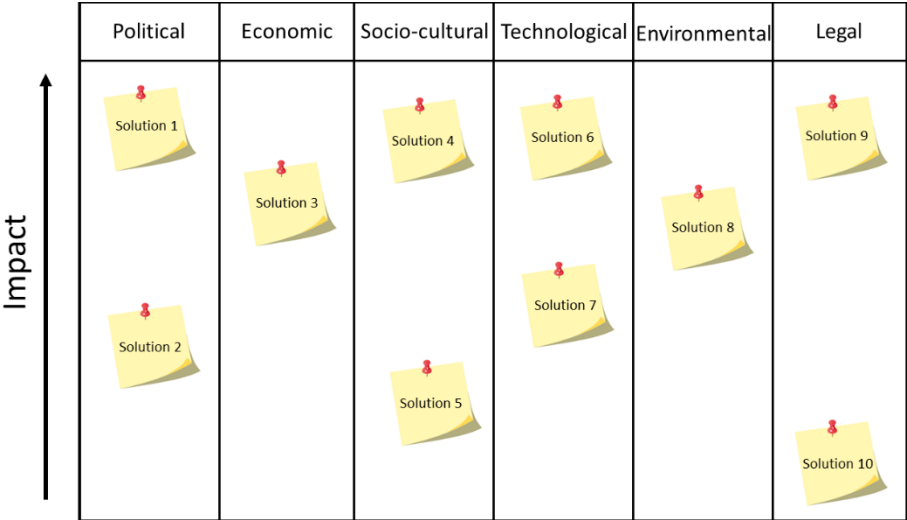 Political Economic Socio-cultural Technological Environmental Legal
Impact
Solution 1
Solution 2
Solution 3
Solution 4
Solution 5
Solution 6
Solution 7
Solution 8
Solution 9
Solution 10